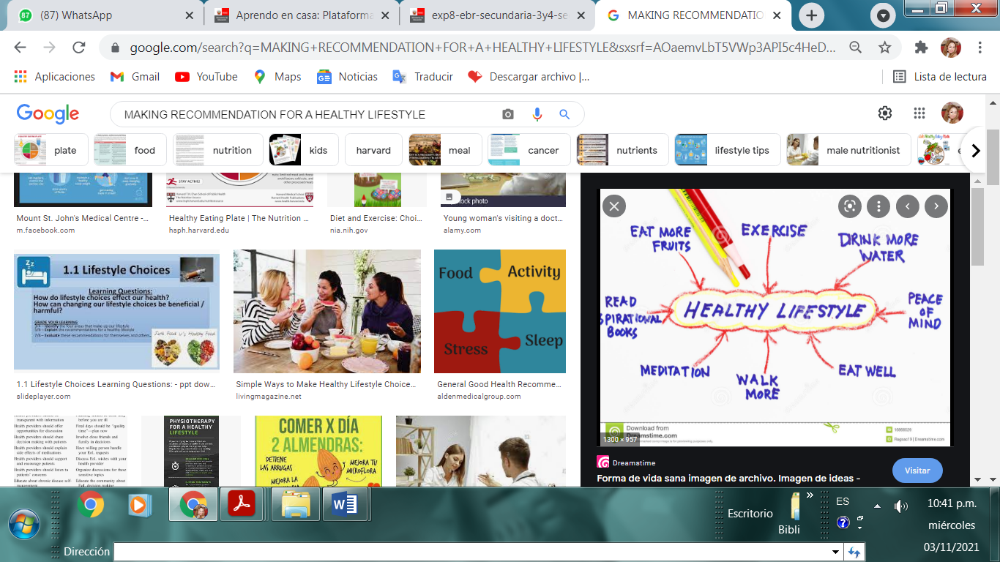 (87) WhatsApp
Aprendo en casa: Plataforma
exp8-ebr-secundaria-3y4-se
MAKING RECOMMENDATIO
google.com/search?q=MAKING+RECOMMENDATION+FOR+A+HEALTHY+LIFESTYLE&sxsrf=AOaemvLbT5VWp3API5c4HeD...
Aplicaciones
Gmail
YouTube
Maps
Noticias
Traducir
Descargar archivo |...
Lista de lectura
Google
MAKING RECOMMENDATION FOR A HEALTHY LIFESTYLE
plate
food
nutrition
kids
harvard
meal
cancer
nutrients
lifestyle tips
male nutritionist
STAY ACTIVE!
stock photo
Mount St. John's Medical Centre -...
m.facebook.com
Healthy Eating Plate | The Nutrition ...
hsph.harvard.edu
Diet and Exercise: Choi...
nia.nih.gov
Young woman's visiting a doct...
alamy.com
1.1 Lifestyle Choices
Learning Questions:
How do lifestyle choices effect our health?
How can changing our lifestyle choices be beneficial /
harmful?
GRADE YOUR LEARNING
Junk Food v's Healthy Food
Food
Activity
Stress
Sleep
1.1 Lifestyle Choices Learning Questions: - ppt dow...
slideplayer.com
Simple Ways to Make Healthy Lifestyle Choice...
livingmagazine.net
General Good Health Recomme...
aldenmedicalgroup.com
PHYSIOTHERAPY
FOR A HEALTHY
LIFESTYLE
COMER X DÍA
2 ALMENDRAS:
DETIENE
LAS ARRUGAS
MEJORA TU
MICROFLORA
MEJORA LA
EAT MORE
FRUITS
EXERCISE
DRINK MORE
WATER
READ
SPIRATIONAL
BOOKS
HEALTHY LIFESTYLE
PEACE
OF
MIND
MEDITATION
WALK
MORE
EAT WELL
Download from
Dreamstime.com
1300 × 957
Ragsac19 | Dreamstime.com
Dreamstime
Forma de vida sana imagen de archivo. Imagen de ideas -
Visitar
Escritorio
Bibli
ES
10:41 p.m.
miércoles
03/11/2021
Dirección